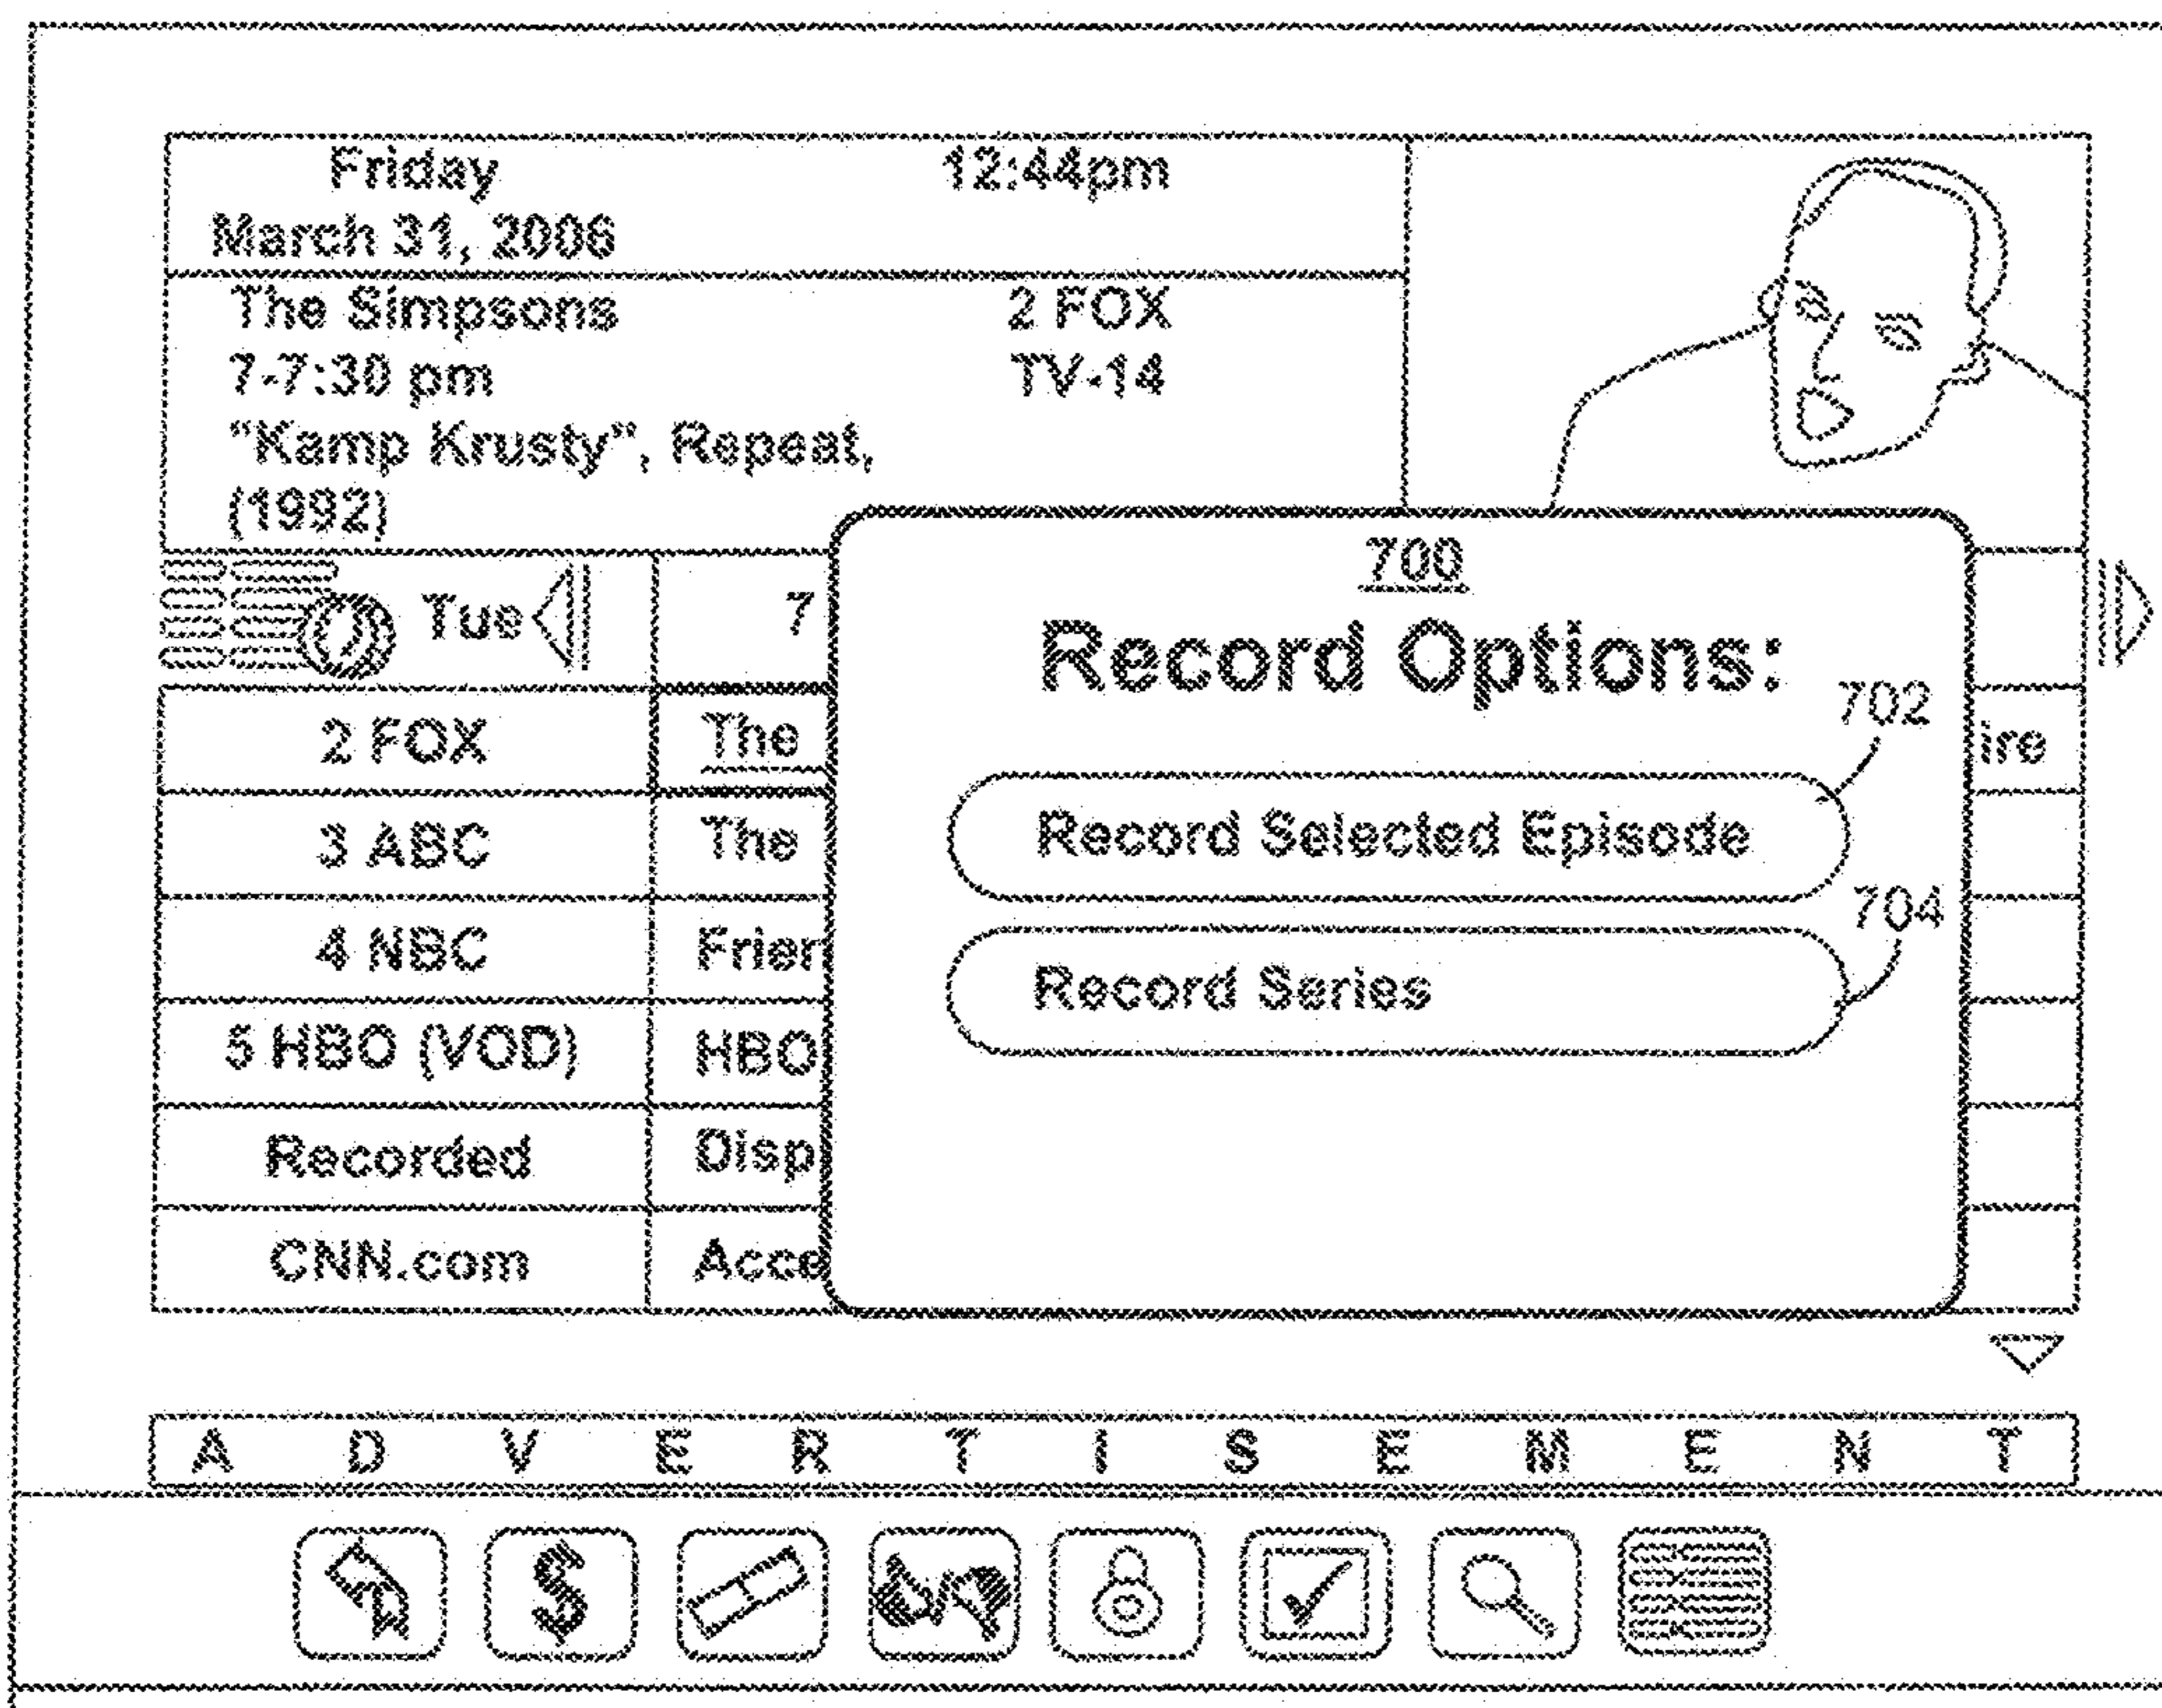 Friday 12:44pm
March 31, 2006
The Simpsons 2 FOX
7-7:30 pm TV-14
"Kamp Krusty", Repeat,
(1992)
700
Tue 7
Record Options:
702
2 FOX The ire
Record Selected Episode
3 ABC The
704
4 NBC Frien
Record Series
5 HBO (VOD) HBO
Recorded Disp
CNN.com Acce
A D V E R T I S E M E N T
$